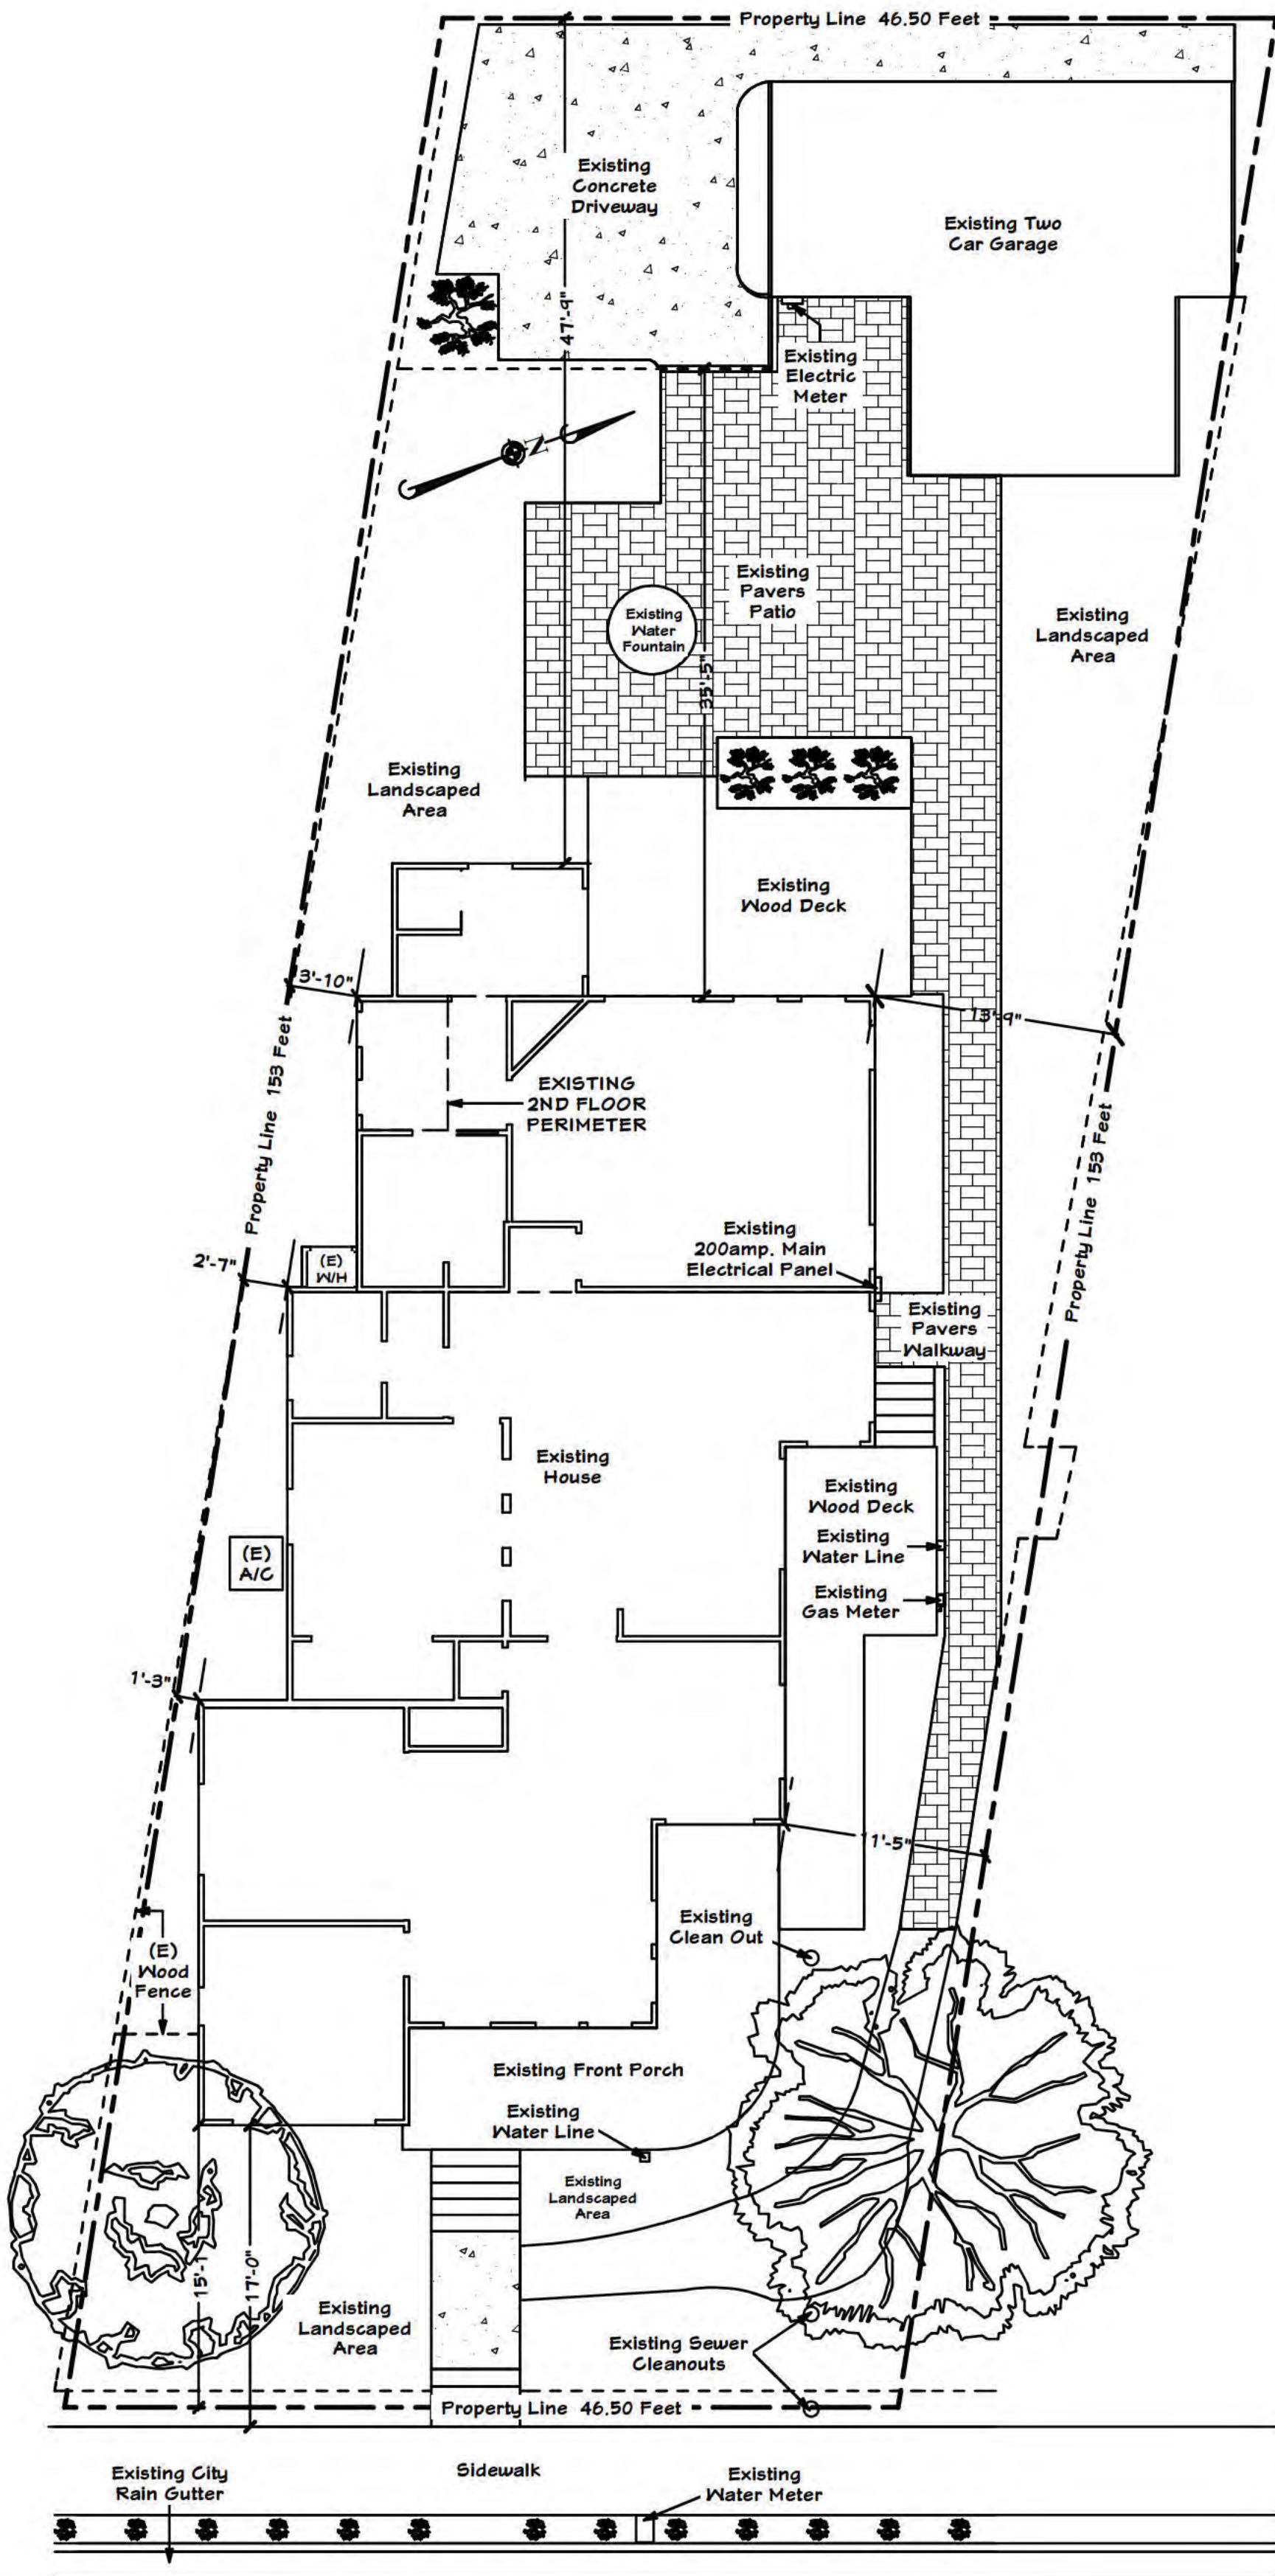 Property Line 46.50 Feet
Existing
Concrete
Driveway
Existing Two
Car Garage
47'-9"
Existing
Electric
Meter
N
Existing
Pavers
Patio
Existing
Water
Fountain
Existing
Landscaped
Area
35'-5"
Existing
Landscaped
Area
Existing
Wood Deck
3'-10"
13'-9"
Property Line 153 Feet
EXISTING
2ND FLOOR
PERIMETER
Property Line 153 Feet
2'-7"
(E)
W/H
Existing
200amp. Main
Electrical Panel
Existing
Pavers
Walkway
Existing
House
Existing
Wood Deck
Existing
Water Line
(E)
A/C
Existing
Gas Meter
1'-3"
11'-5"
Existing
Clean Out
(E)
Wood
Fence
Existing Front Porch
Existing
Water Line
Existing
Landscaped
Area
15'-1
17'-0"
Existing
Landscaped
Area
Existing Sewer
Cleanouts
Property Line 46.50 Feet
Sidewalk
Existing City
Rain Gutter
Existing
Water Meter